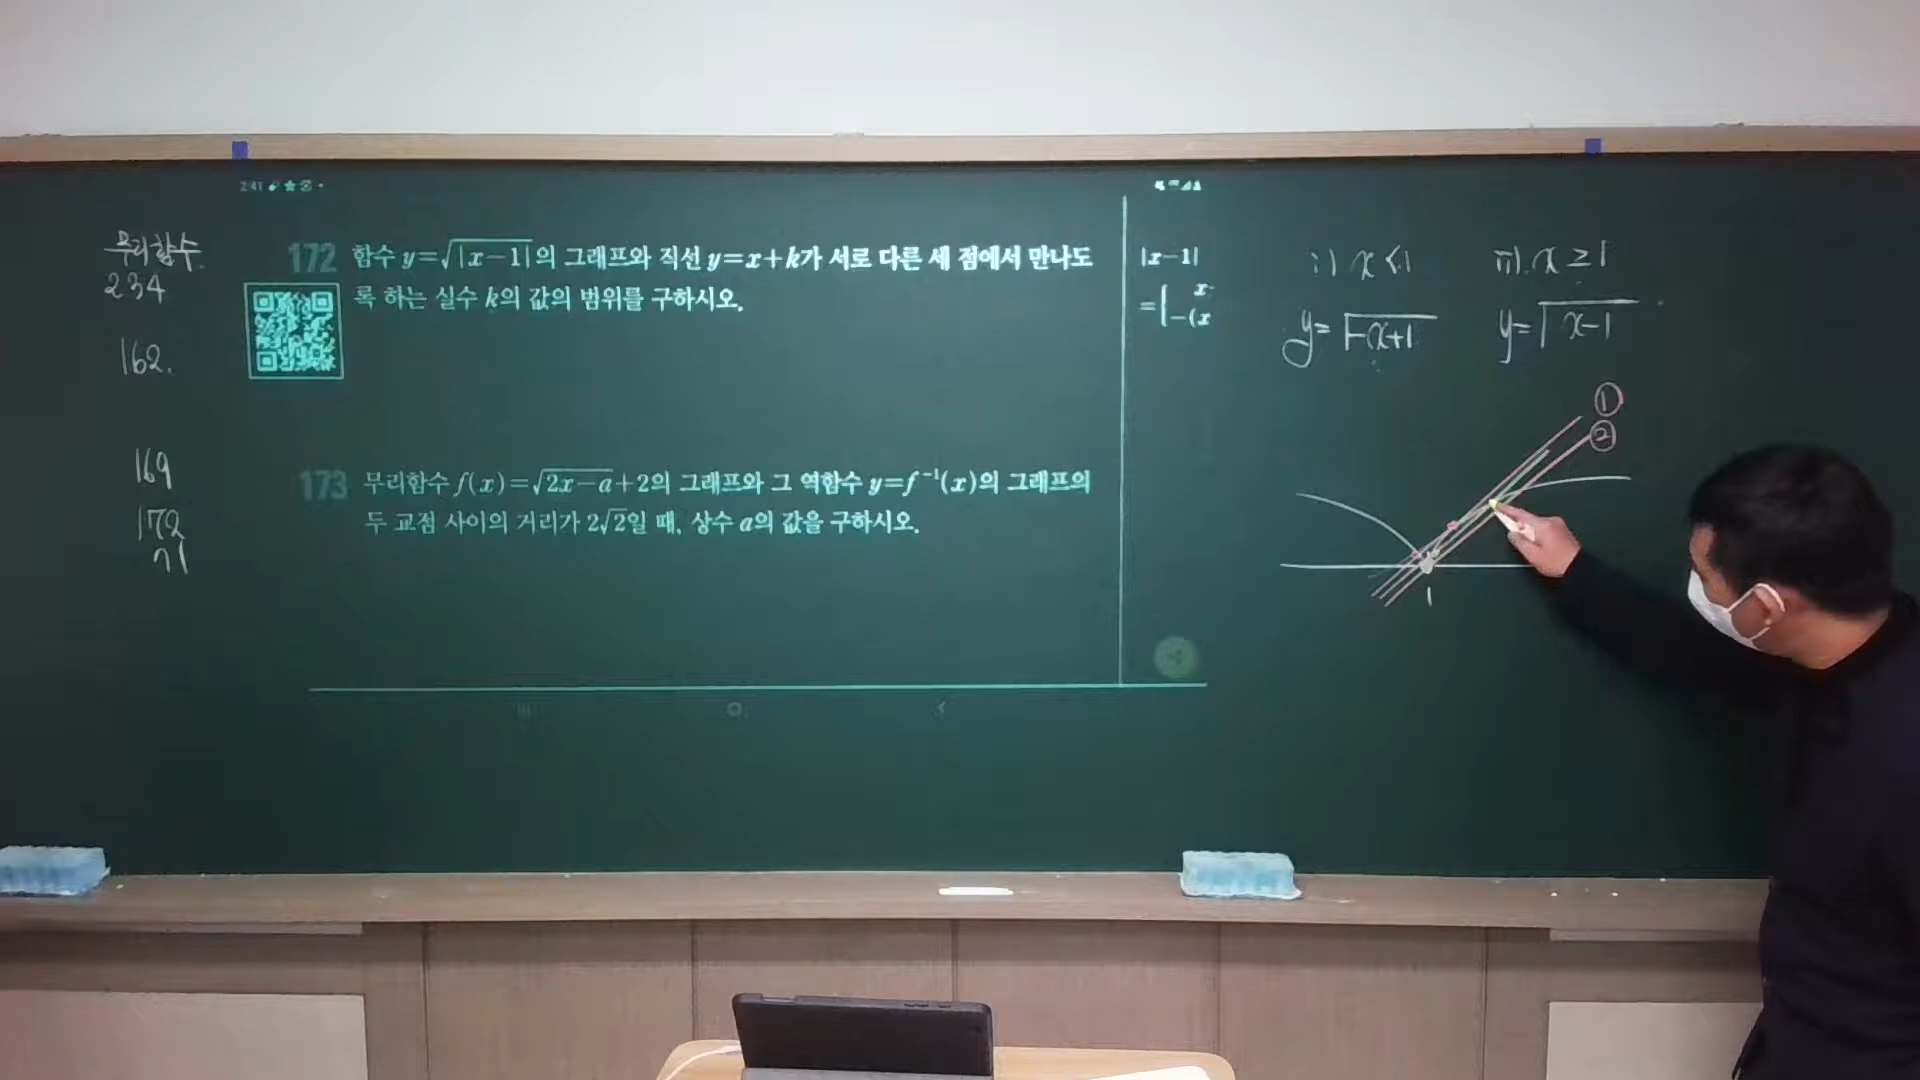 2:41
무리함수.
234
162.
169
172
71
172 함수 y=√|x-1|의 그래프와 직선 y=x+k가 서로 다른 세 점에서 만나도
록 하는 실수 k의 값의 범위를 구하시오.
173 무리함수 f(x)=√2x-a+2의 그래프와 그 역함수 y=f⁻¹(x)의 그래프의
두 교점 사이의 거리가 2√2일 때, 상수 a의 값을 구하시오.
|x-1|
={ x-
-(x
i) x<1
y=√-x+1
ii) x≥1
y=√x-1
①
②
1